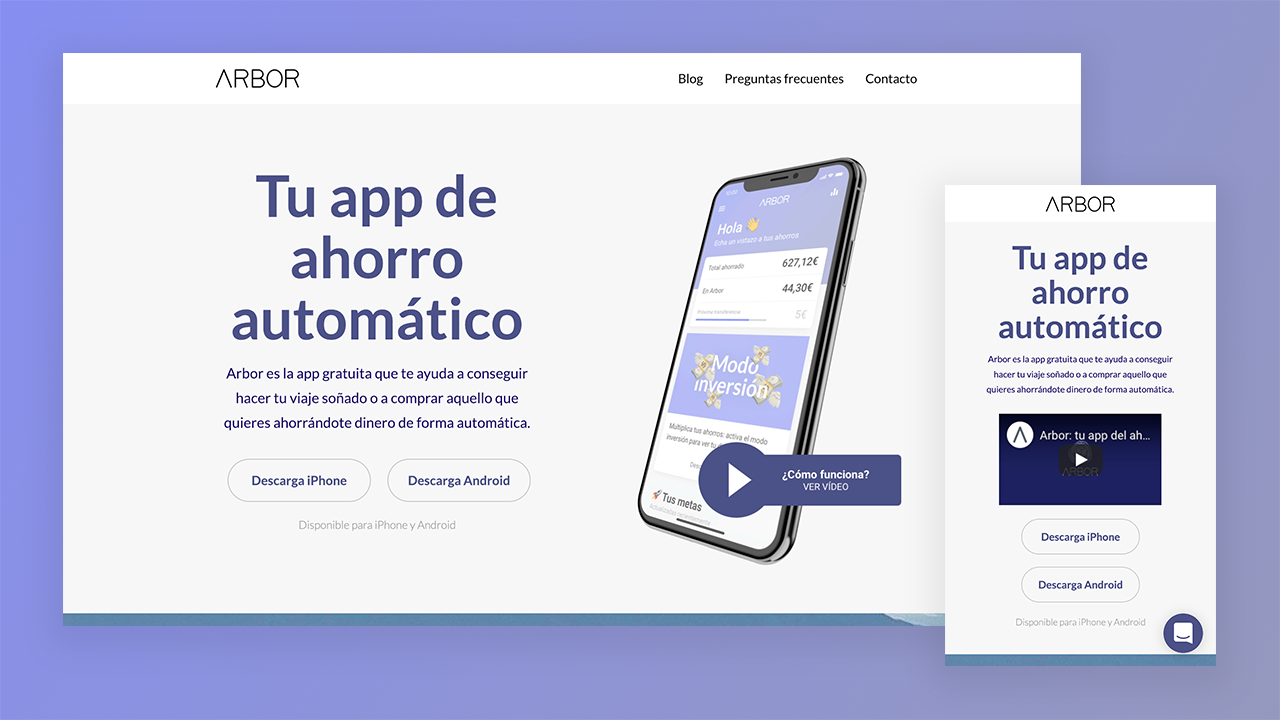 ARBOR
Blog Preguntas frecuentes Contacto
Tu app de
ahorro
automático
Arbor es la app gratuita que te ayuda a conseguir
hacer tu viaje soñado o a comprar aquello que
quieres ahorrándote dinero de forma automática.
Descarga iPhone Descarga Android
Disponible para iPhone y Android
ARBOR
Hola 👋
Echa un vistazo a tus ahorros
Total ahorrado 627,12€
En Arbor 44,30€
Próxima transferencia 5€
Modo
inversión
Multiplica tus ahorros: activa el modo
inversión para ver tu
¿Cómo funciona?
VER VÍDEO
🚀 Tus metas
Actualizadas recientemente
ARBOR
Tu app de
ahorro
automático
Arbor es la app gratuita que te ayuda a conseguir
hacer tu viaje soñado o a comprar aquello que
quieres ahorrándote dinero de forma automática.
Arbor: tu app del ah...
ARBOR
Descarga iPhone
Descarga Android
Disponible para iPhone y Android